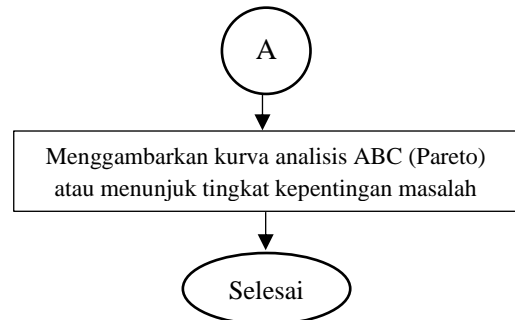 A
Menggambarkan kurva analisis ABC (Pareto)
atau menunjuk tingkat kepentingan masalah
Selesai